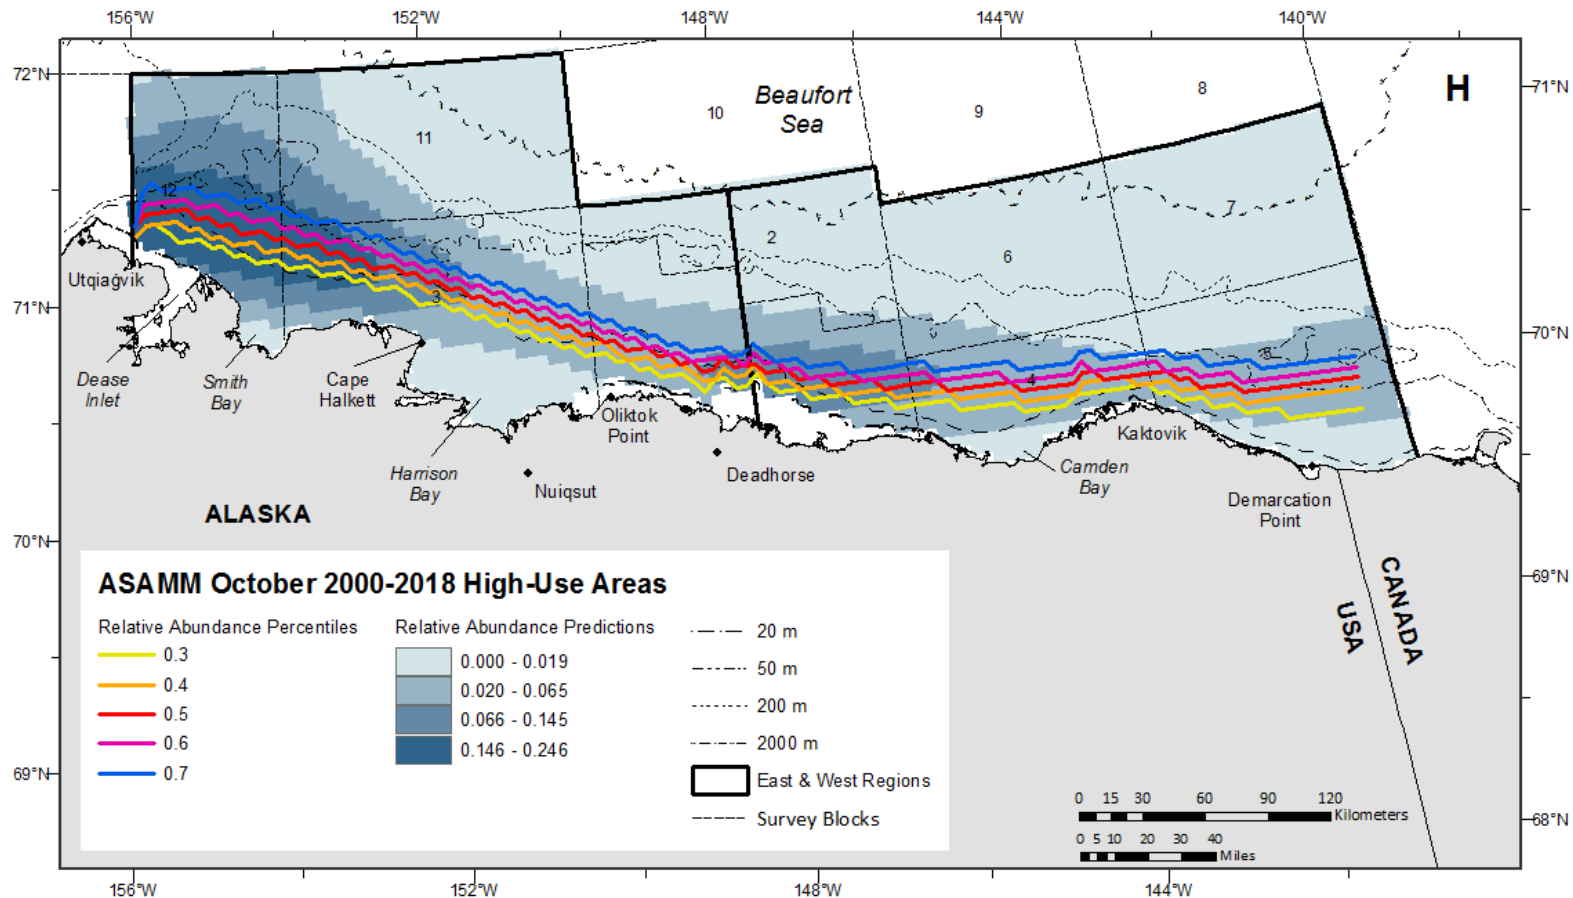 156°W 152°W 148°W 144°W 140°W
72°N
H
71°N
8
Beaufort
Sea
10
9
11
12
7
2
6
Utqiaġvik
71°N
3
70°N
5
4
Dease
Inlet
Smith
Bay
Cape
Halkett
Oliktok
Point
Kaktovik
Harrison
Bay
Nuiqsut
Deadhorse
Camden
Bay
Demarcation
Point
ALASKA
70°N
69°N
CANADA
USA
ASAMM October 2000-2018 High-Use Areas
Relative Abundance Percentiles
0.3
0.4
0.5
0.6
0.7
Relative Abundance Predictions
0.000 - 0.019
0.020 - 0.065
0.066 - 0.145
0.146 - 0.246
20 m
50 m
200 m
2000 m
East & West Regions
Survey Blocks
69°N
0 15 30 60 90 120
Kilometers
0 5 10 20 30 40
Miles
68°N
156°W 152°W 148°W 144°W